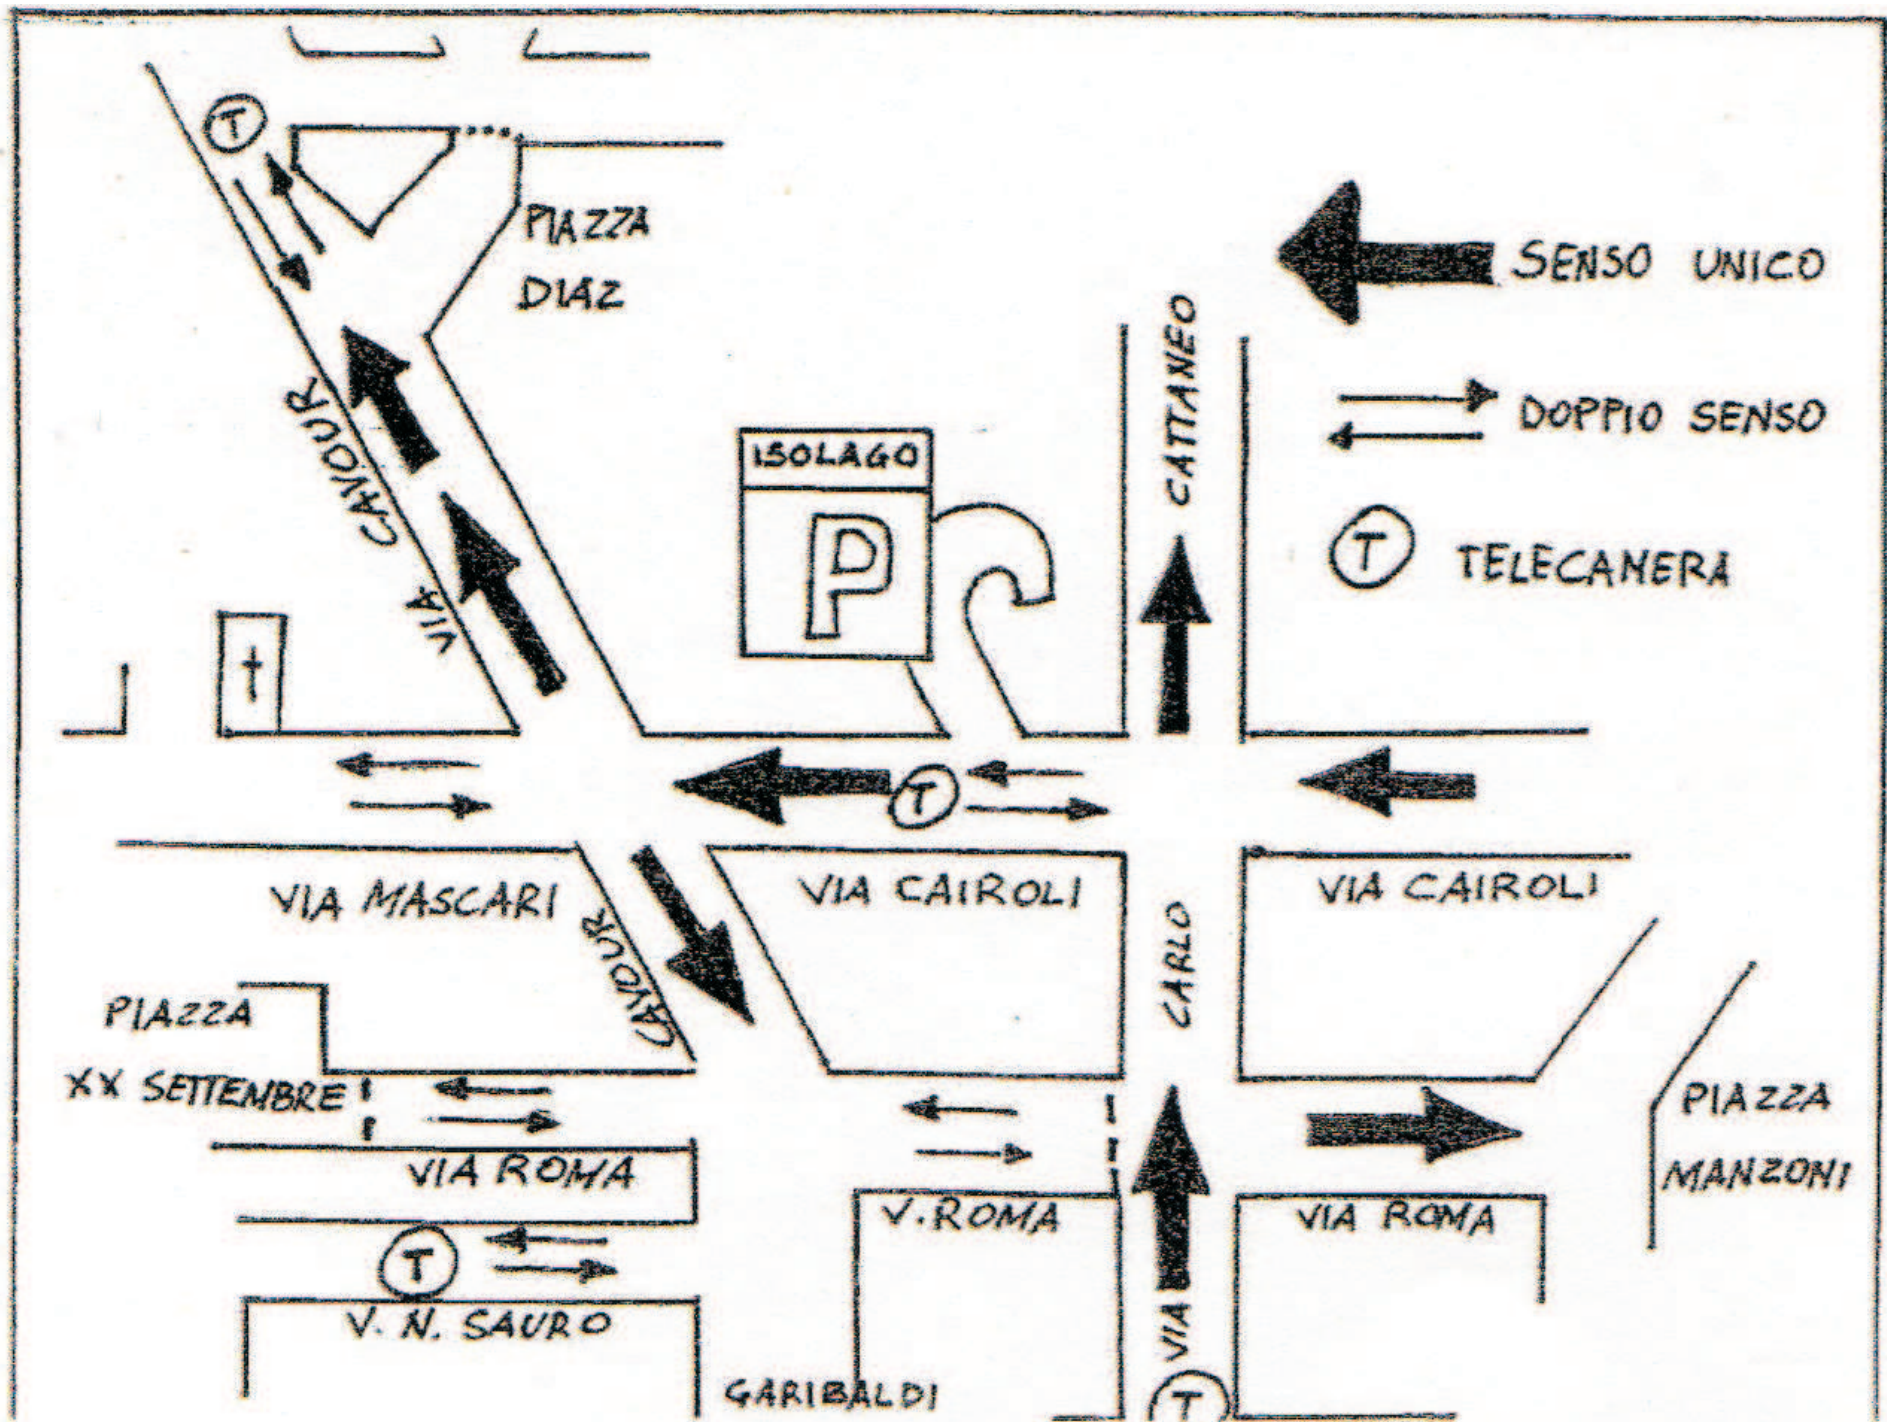 T
PIAZZA
DIAZ
SENSO UNICO
DOPPIO SENSO
T TELECAMERA
VIA CAVOUR
ISOLAGO
P
T
VIA MASCARI
VIA CAIROLI
VIA CAIROLI
CAVOUR
VIA CARLO CATTANEO
PIAZZA
XX SETTEMBRE
VIA ROMA
V. ROMA
VIA ROMA
PIAZZA
MANZONI
T
V. N. SAURO
GARIBALDI
T